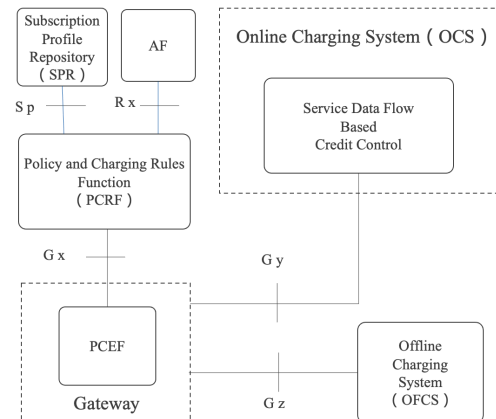 Subscription
Profile
Repository
( SPR )
AF
Online Charging System ( OCS )
S p
R x
Service Data Flow
Based
Credit Control
Policy and Charging Rules
Function
( PCRF )
G x
G y
PCEF
Gateway
Offline
Charging
System
( OFCS )
G z